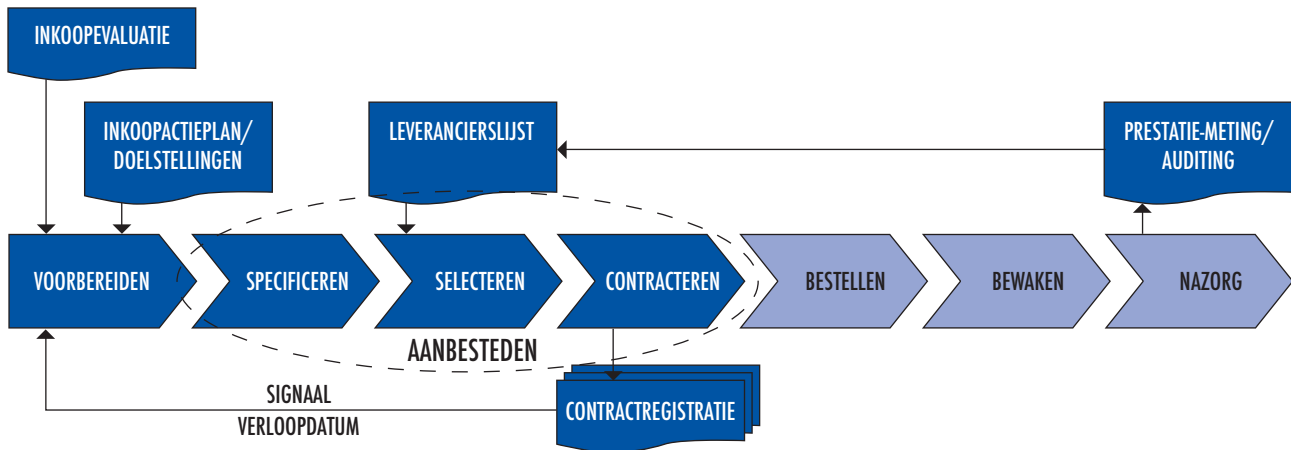 INKOOPEVALUATIE
INKOOPACTIEPLAN/
DOELSTELLINGEN
LEVERANCIERSLIJST
PRESTATIE-METING/
AUDITING
VOORBEREIDEN
SPECIFICEREN
SELECTEREN
CONTRACTEREN
BESTELLEN
BEWAKEN
NAZORG
AANBESTEDEN
SIGNAAL
VERLOOPDATUM
CONTRACTREGISTRATIE